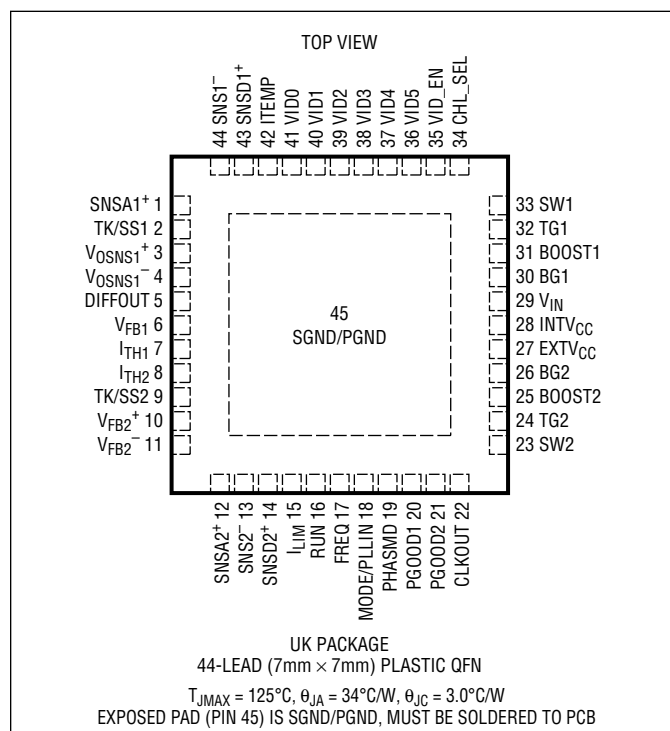 TOP VIEW
44 SNS1⁻
43 SNSD1⁺
42 ITEMP
41 VID0
40 VID1
39 VID2
38 VID3
37 VID4
36 VID5
35 VID_EN
34 CHL_SEL
SNSA1⁺ 1
TK/SS1 2
VOSNS1⁺ 3
VOSNS1⁻ 4
DIFFOUT 5
VFB1 6
ITH1 7
ITH2 8
TK/SS2 9
VFB2⁺ 10
VFB2⁻ 11
45
SGND/PGND
33 SW1
32 TG1
31 BOOST1
30 BG1
29 VIN
28 INTVCC
27 EXTVCC
26 BG2
25 BOOST2
24 TG2
23 SW2
SNSA2⁺ 12
SNS2⁻ 13
SNSD2⁺ 14
ILIM 15
RUN 16
FREQ 17
MODE/PLLIN 18
PHASMD 19
PGOOD1 20
PGOOD2 21
CLKOUT 22
UK PACKAGE
44-LEAD (7mm × 7mm) PLASTIC QFN
TJMAX = 125°C, θJA = 34°C/W, θJC = 3.0°C/W
EXPOSED PAD (PIN 45) IS SGND/PGND, MUST BE SOLDERED TO PCB